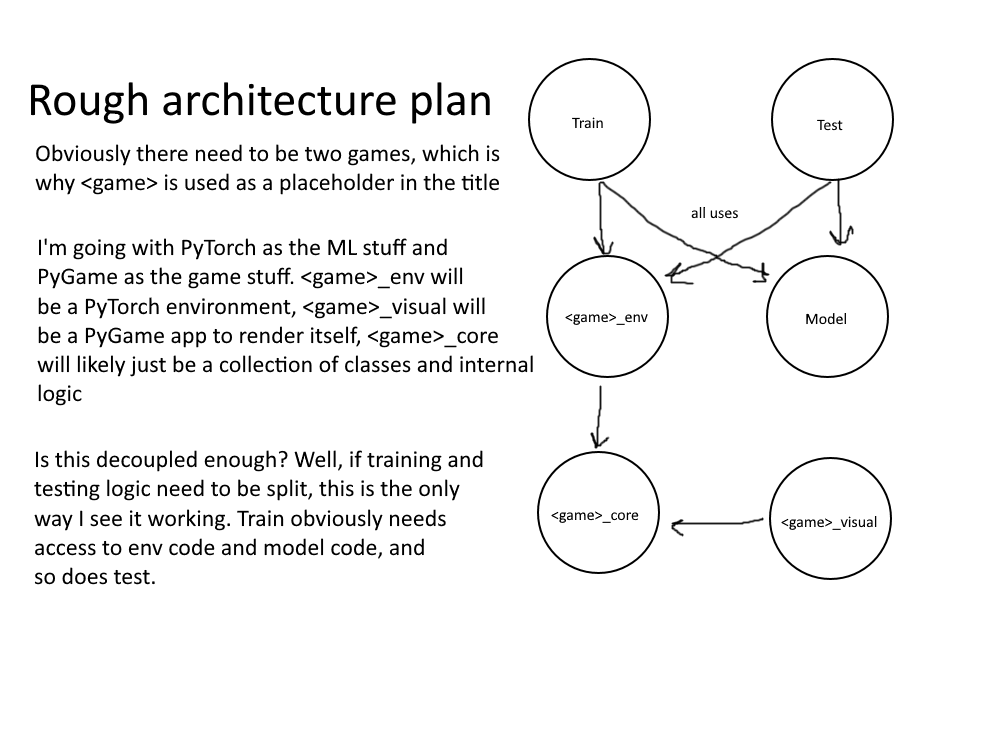 Rough architecture plan
Obviously there need to be two games, which is
why <game> is used as a placeholder in the title
I'm going with PyTorch as the ML stuff and
PyGame as the game stuff. <game>_env will
be a PyTorch environment, <game>_visual will
be a PyGame app to render itself, <game>_core
will likely just be a collection of classes and internal
logic
Is this decoupled enough? Well, if training and
testing logic need to be split, this is the only
way I see it working. Train obviously needs
access to env code and model code, and
so does test.
Train
Test
all uses
<game>_env
Model
<game>_core
<game>_visual